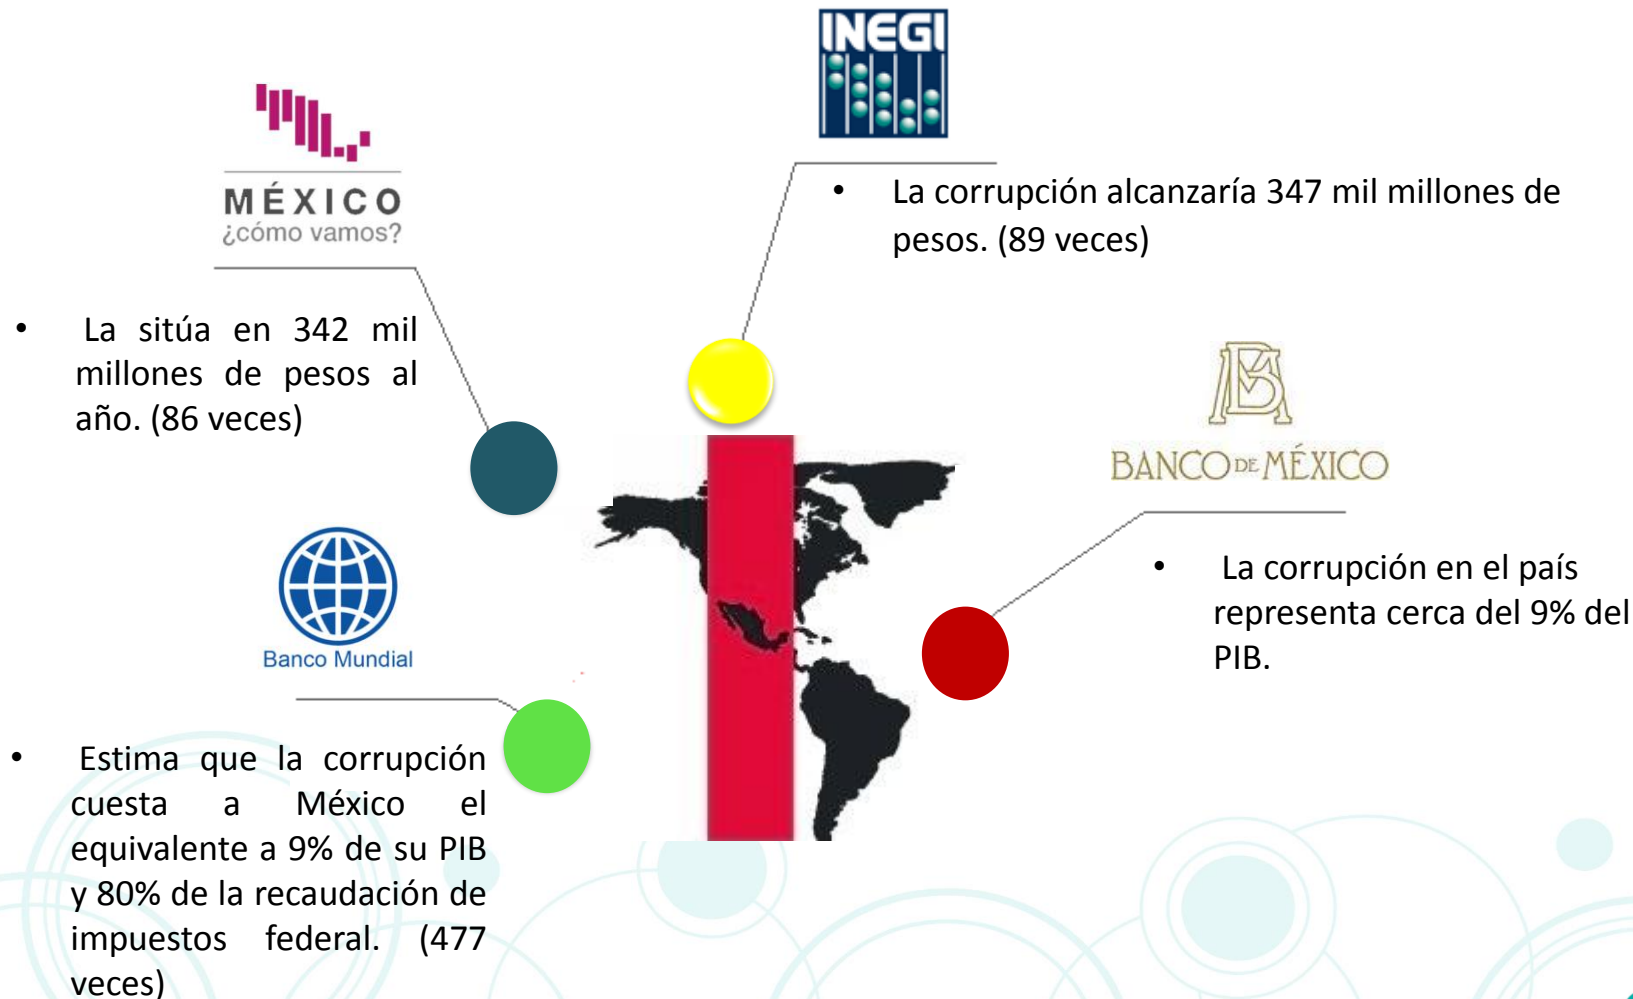 INEGI
• La corrupción alcanzaría 347 mil millones de
pesos. (89 veces)
MÉXICO
¿cómo vamos?
• La sitúa en 342 mil
millones de pesos al
año. (86 veces)
BM
BANCO DE MÉXICO
• La corrupción en el país
representa cerca del 9% del
PIB.
Banco Mundial
• Estima que la corrupción
cuesta a México el
equivalente a 9% de su PIB
y 80% de la recaudación de
impuestos federal. (477
veces)